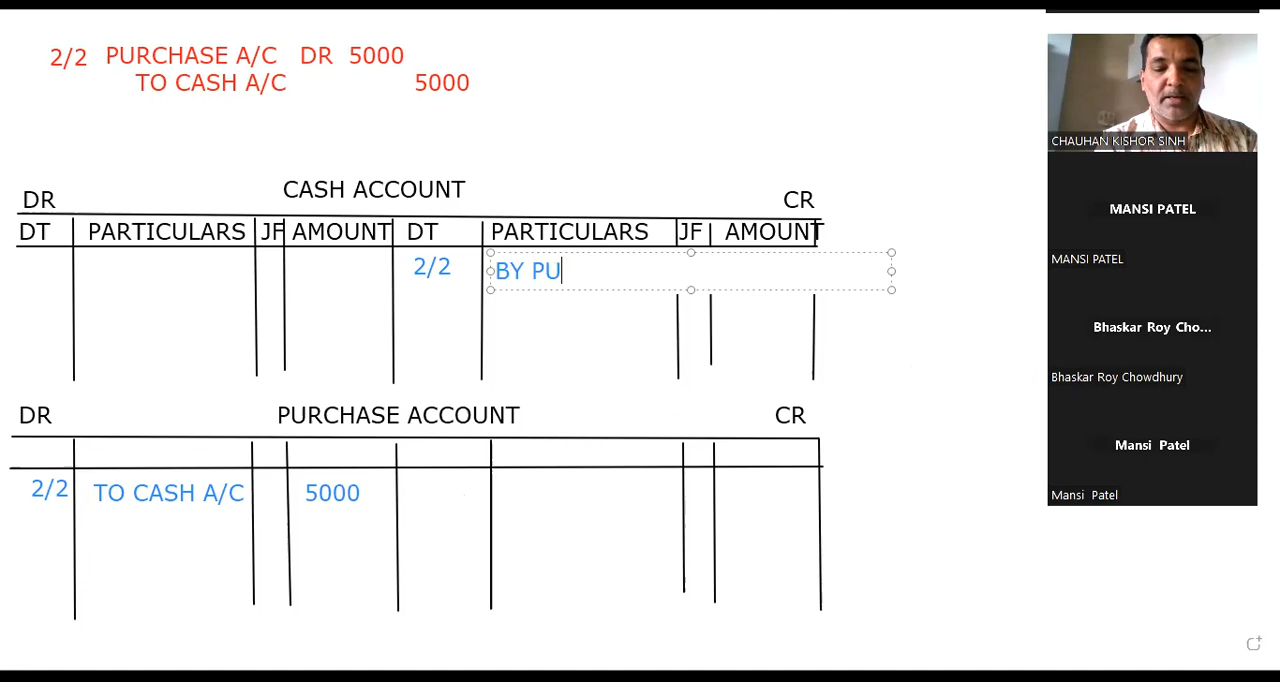 2/2 PURCHASE A/C DR 5000
TO CASH A/C 5000
DR CASH ACCOUNT CR
DT PARTICULARS JF AMOUNT DT PARTICULARS JF AMOUNT
2/2 BY PU
DR PURCHASE ACCOUNT CR
2/2 TO CASH A/C 5000
CHAUHAN KISHOR SINH
MANSI PATEL
MANSI PATEL
Bhaskar Roy Cho...
Bhaskar Roy Chowdhury
Mansi Patel
Mansi Patel